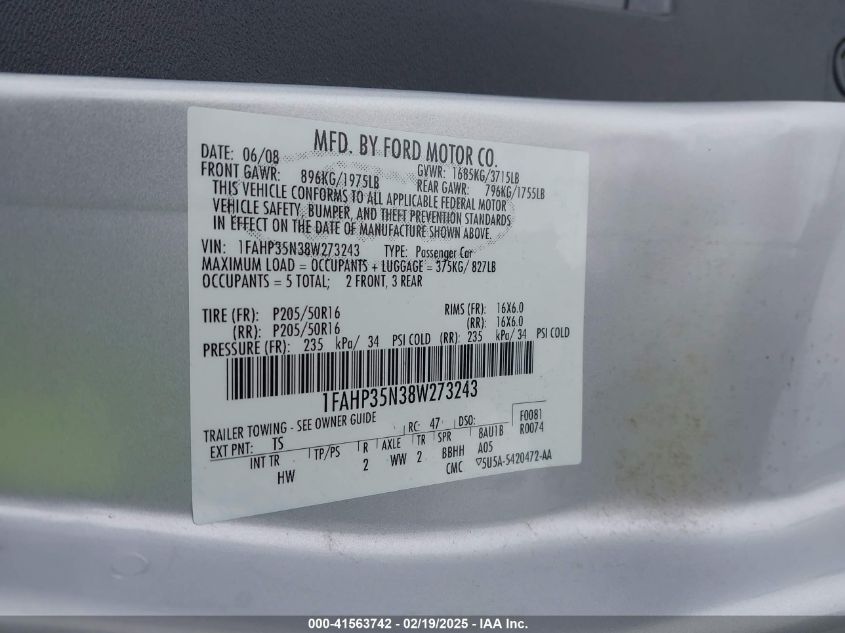 MFD. BY FORD MOTOR CO.
DATE: 06/08 GVWR: 1685KG/3715LB
FRONT GAWR: 896KG/1975LB REAR GAWR: 796KG/1755LB
THIS VEHICLE CONFORMS TO ALL APPLICABLE FEDERAL MOTOR
VEHICLE SAFETY, BUMPER, AND THEFT PREVENTION STANDARDS
IN EFFECT ON THE DATE OF MANUFACTURE SHOWN ABOVE.
VIN: 1FAHP35N38W273243 TYPE: Passenger Car
MAXIMUM LOAD = OCCUPANTS + LUGGAGE = 375KG/ 827LB
OCCUPANTS = 5 TOTAL; 2 FRONT, 3 REAR
TIRE (FR): P205/50R16 RIMS (FR): 16X6.0
(RR): P205/50R16 (RR): 16X6.0
PRESSURE (FR): 235 kPa/ 34 PSI COLD (RR): 235 kPa/ 34 PSI COLD
1FAHP35N38W273243
TRAILER TOWING - SEE OWNER GUIDE RC: 47 DSO: F0081
EXT PNT: TS BAU1B R0074
INT TR TP/PS R AXLE TR SPR A05
HW 2 WW 2 BBHH
CMC ▽5U5A-5420472-AA
000-41563742 - 02/19/2025 - IAA Inc.